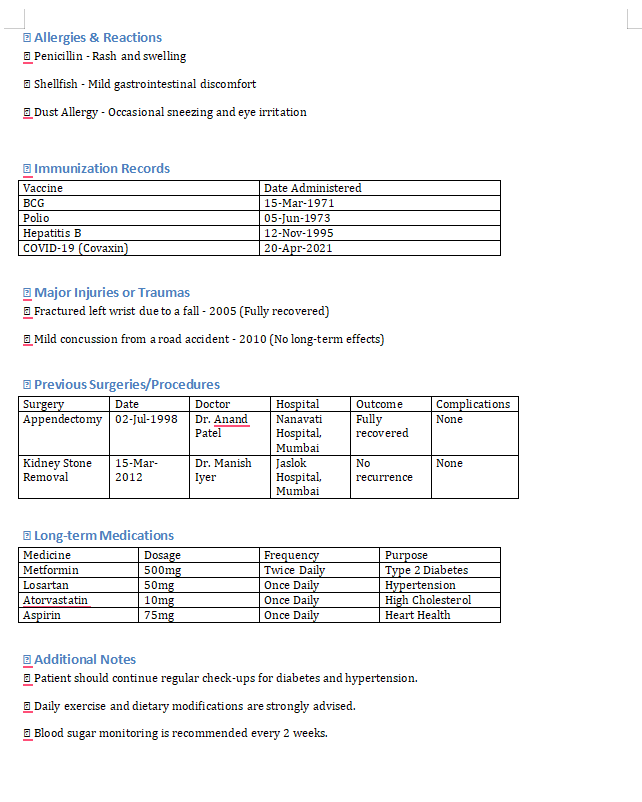 Allergies & Reactions
Penicillin - Rash and swelling
Shellfish - Mild gastrointestinal discomfort
Dust Allergy - Occasional sneezing and eye irritation
Immunization Records
Vaccine Date Administered
BCG 15-Mar-1971
Polio 05-Jun-1973
Hepatitis B 12-Nov-1995
COVID-19 (Covaxin) 20-Apr-2021
Major Injuries or Traumas
Fractured left wrist due to a fall - 2005 (Fully recovered)
Mild concussion from a road accident - 2010 (No long-term effects)
Previous Surgeries/Procedures
Surgery Date Doctor Hospital Outcome Complications
Appendectomy 02-Jul-1998 Dr. Anand Nanavati Fully None
Patel Hospital, recovered
Mumbai
Kidney Stone 15-Mar- Dr. Manish Jaslok No None
Removal 2012 Iyer Hospital, recurrence
Mumbai
Long-term Medications
Medicine Dosage Frequency Purpose
Metformin 500mg Twice Daily Type 2 Diabetes
Losartan 50mg Once Daily Hypertension
Atorvastatin 10mg Once Daily High Cholesterol
Aspirin 75mg Once Daily Heart Health
Additional Notes
Patient should continue regular check-ups for diabetes and hypertension.
Daily exercise and dietary modifications are strongly advised.
Blood sugar monitoring is recommended every 2 weeks.